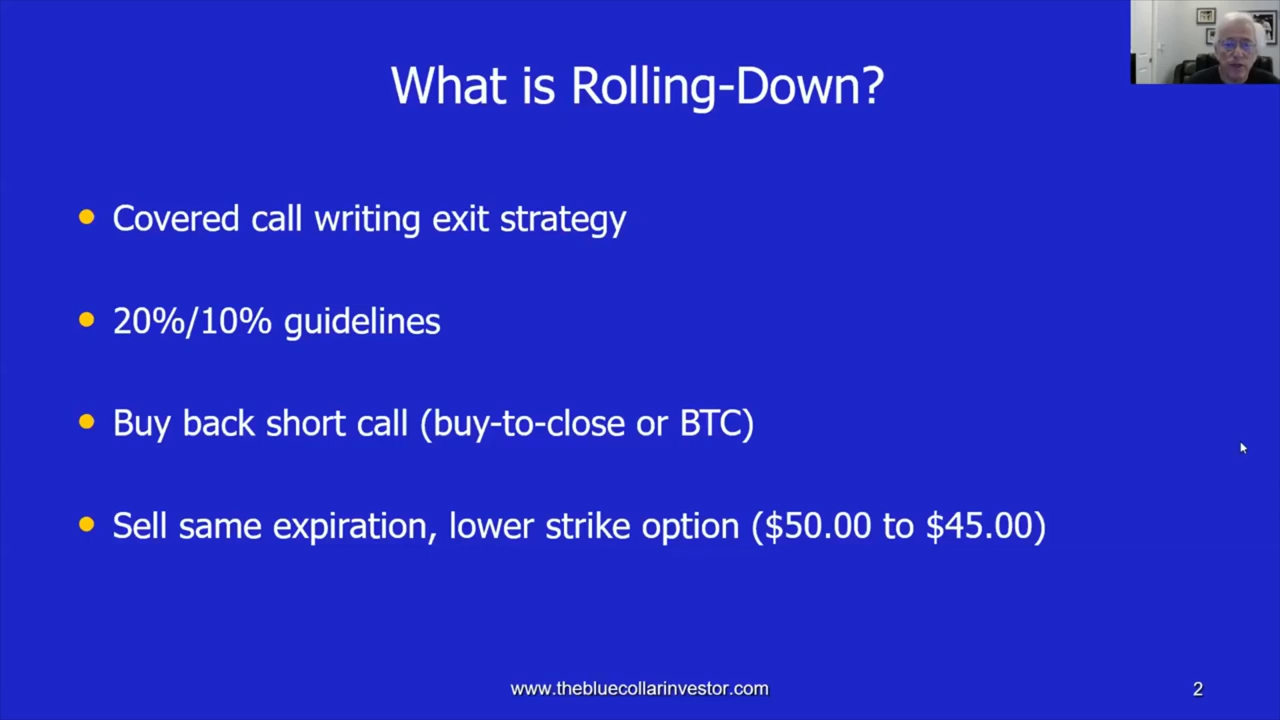 What is Rolling-Down?
Covered call writing exit strategy
20%/10% guidelines
Buy back short call (buy-to-close or BTC)
Sell same expiration, lower strike option ($50.00 to $45.00)
www.thebluecollarinvestor.com
2